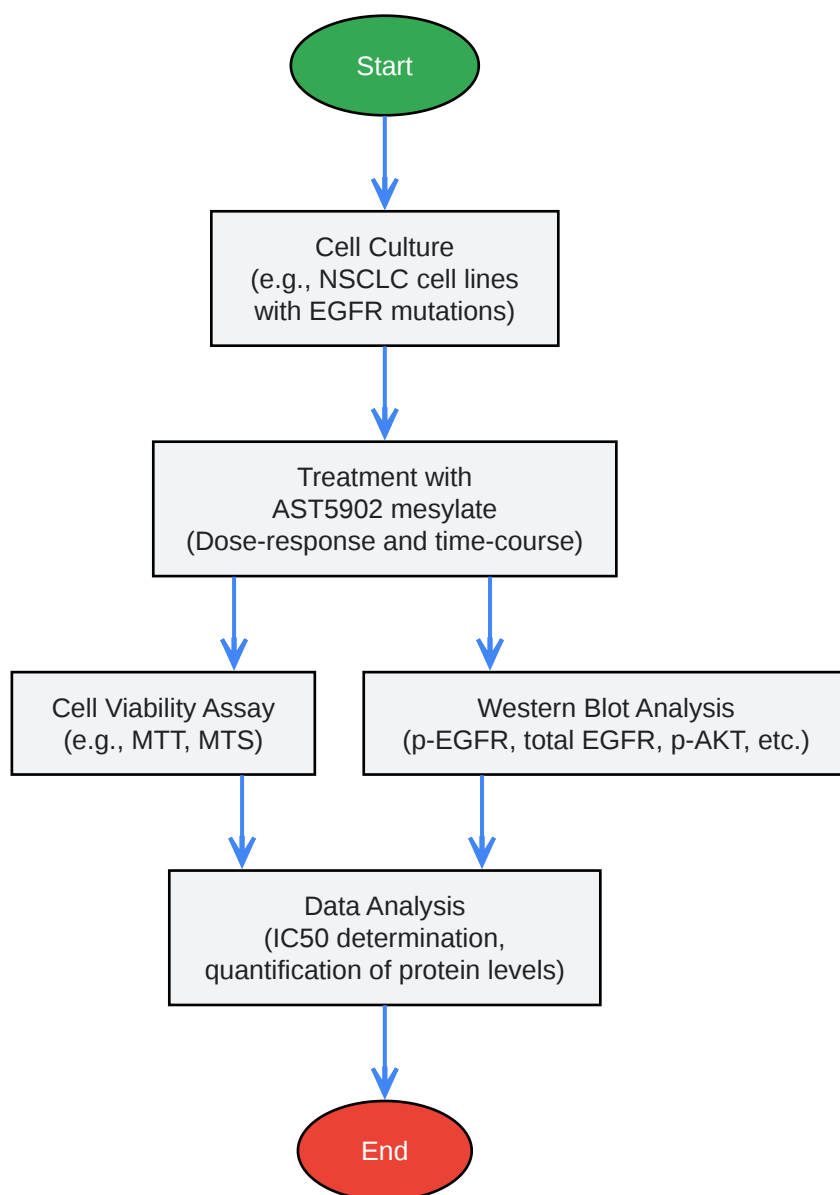 Start
Cell Culture
(e.g., NSCLC cell lines
with EGFR mutations)
Treatment with
AST5902 mesylate
(Dose-response and time-course)
Cell Viability Assay
(e.g., MTT, MTS)
Western Blot Analysis
(p-EGFR, total EGFR, p-AKT, etc.)
Data Analysis
(IC50 determination,
quantification of protein levels)
End